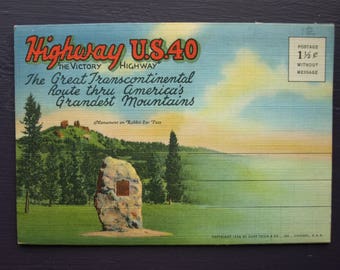 Highway U.S. 40
"THE VICTORY HIGHWAY"
The Great Transcontinental
Route thru America's
Grandest Mountains
POSTAGE
1½¢
WITHOUT
MESSAGE
Monument on Rabbit Ear Pass